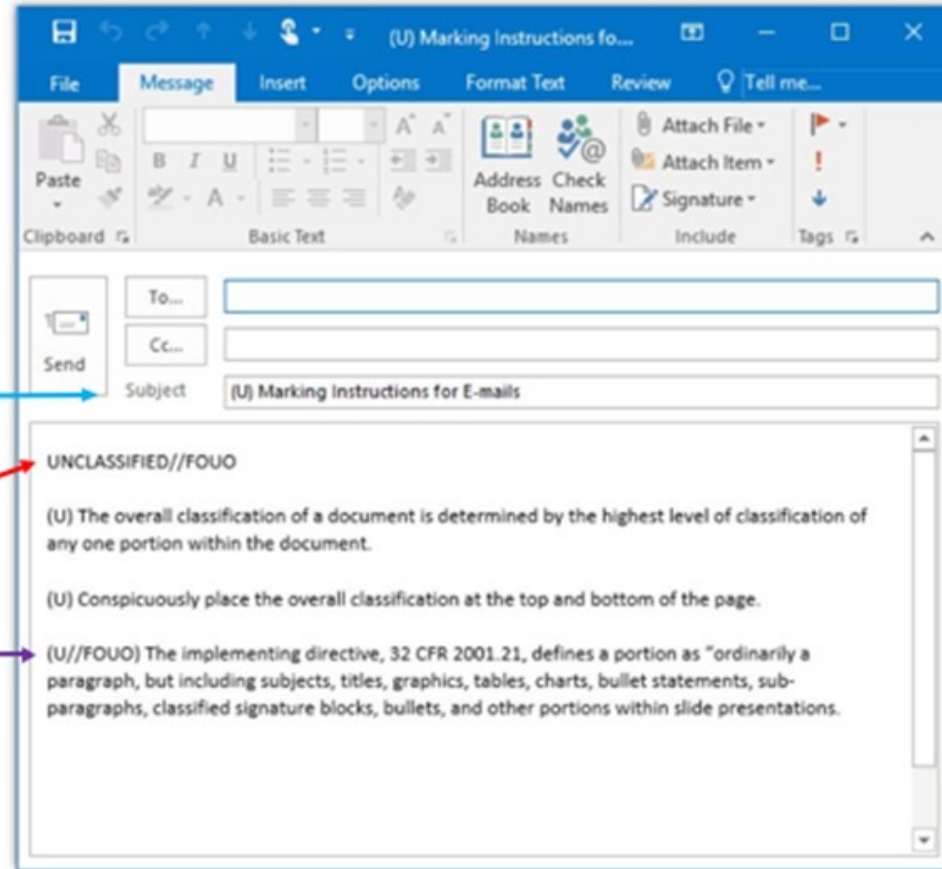 (U) Marking Instructions fo...
File Message Insert Options Format Text Review Tell me...
Paste
B I U
A A
A
Address Book
Check Names
Attach File
Attach Item
Signature
Clipboard Basic Text Names Include Tags
To...
Cc...
Send
Subject (U) Marking Instructions for E-mails
UNCLASSIFIED//FOUO
(U) The overall classification of a document is determined by the highest level of classification of
any one portion within the document.
(U) Conspicuously place the overall classification at the top and bottom of the page.
(U//FOUO) The implementing directive, 32 CFR 2001.21, defines a portion as “ordinarily a
paragraph, but including subjects, titles, graphics, tables, charts, bullet statements, sub-
paragraphs, classified signature blocks, bullets, and other portions within slide presentations.